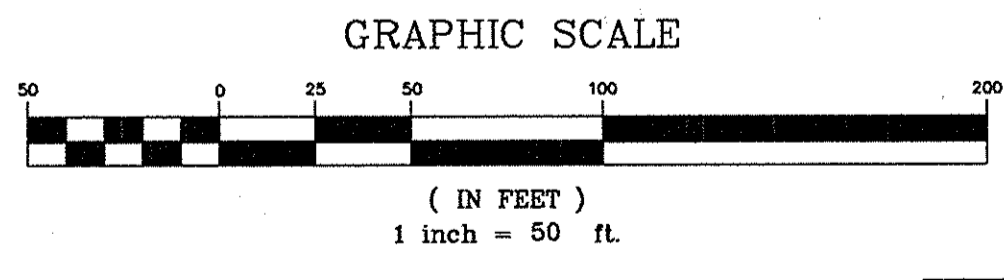 GRAPHIC SCALE
50 0 25 50 100 200
( IN FEET )
1 inch = 50 ft.